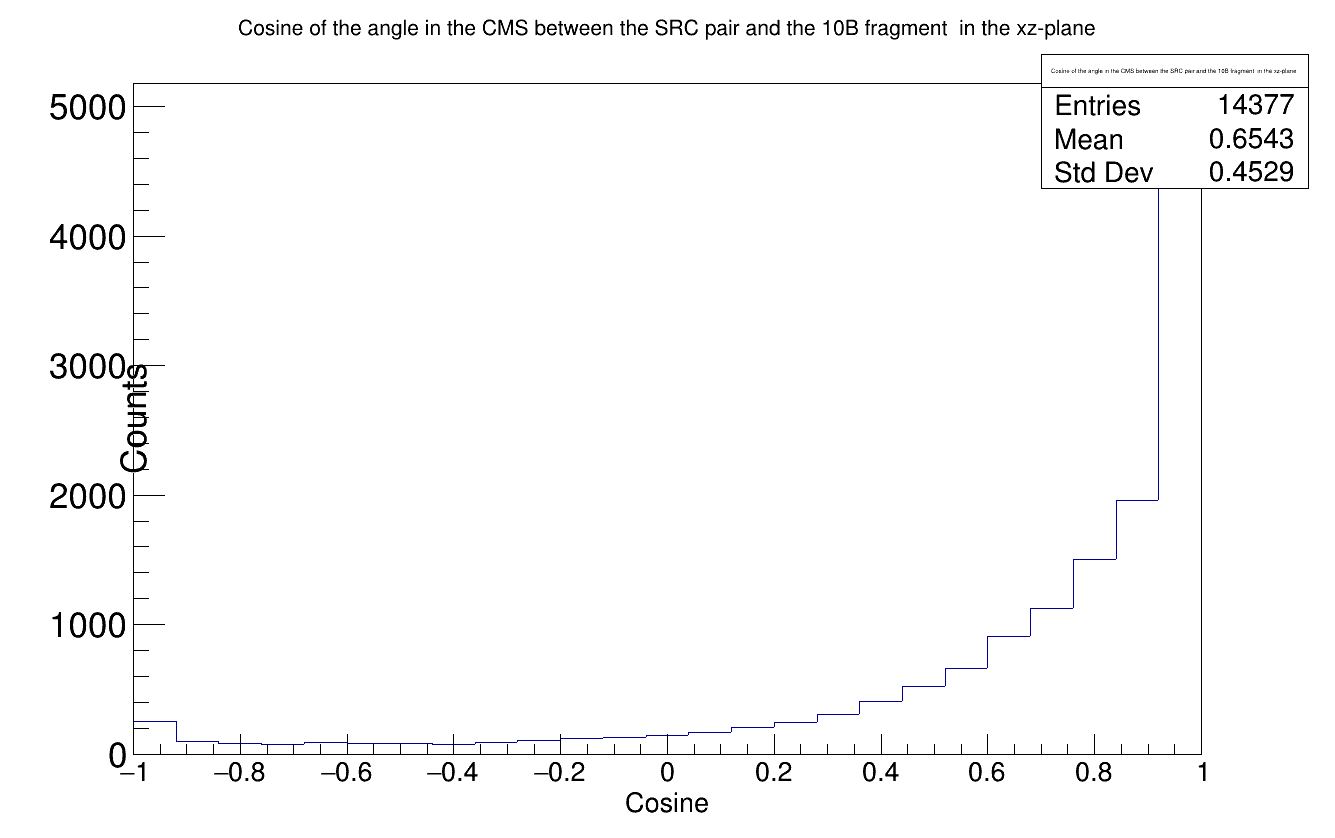 Cosine of the angle in the CMS between the SRC pair and the 10B fragment  in the xz-plane
Cosine of the angle in the CMS between the SRC pair and the 10B fragment  in the xz-plane
Entries 14377
Mean 0.6543
Std Dev 0.4529
5000
4000
3000
2000
1000
0
Counts
−1 −0.8 −0.6 −0.4 −0.2 0 0.2 0.4 0.6 0.8 1
Cosine